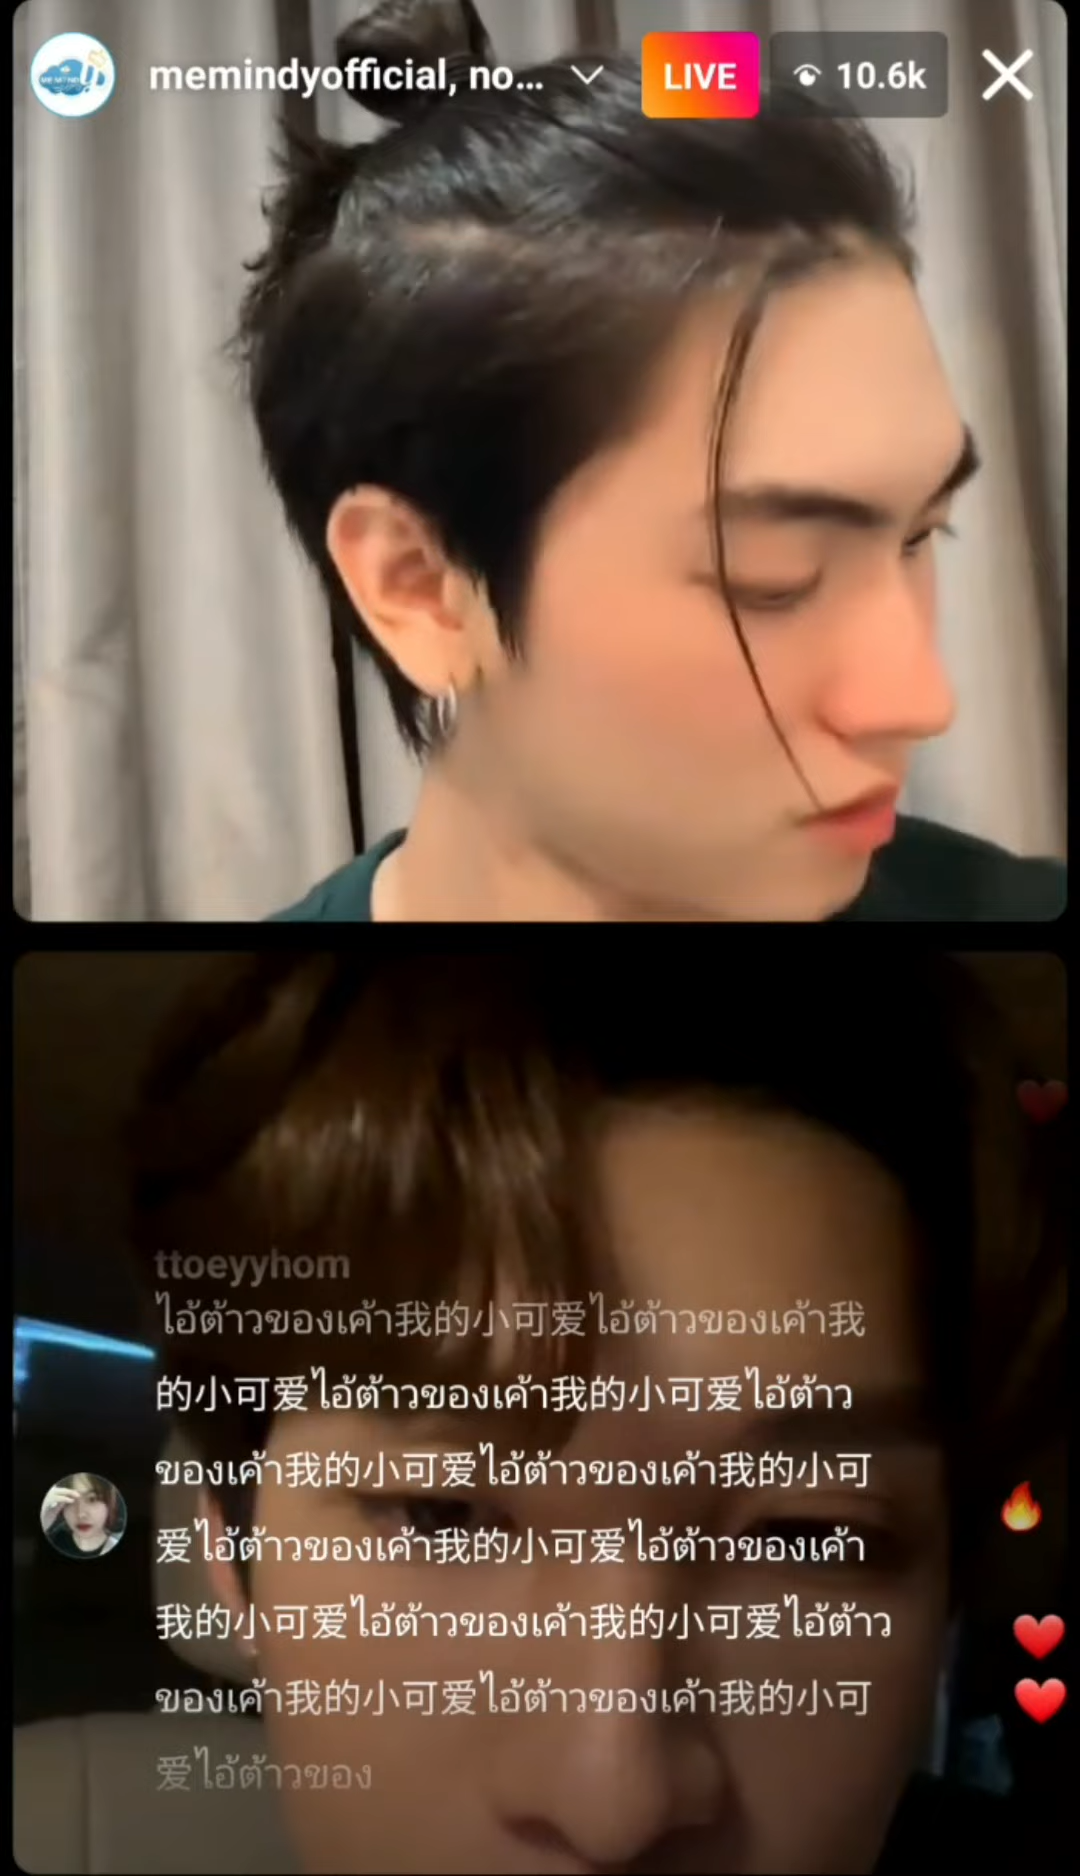 memindyofficial, no...
LIVE
10.6k
ttoeyyhom
ไอ้ต้าวของเค้า我的小可爱ไอ้ต้าวของเค้า我
的小可爱ไอ้ต้าวของเค้า我的小可爱ไอ้ต้าว
ของเค้า我的小可爱ไอ้ต้าวของเค้า我的小可
爱ไอ้ต้าวของเค้า我的小可爱ไอ้ต้าวของเค้า
我的小可爱ไอ้ต้าวของเค้า我的小可爱ไอ้ต้าว
ของเค้า我的小可爱ไอ้ต้าวของเค้า我的小可
爱ไอ้ต้าวของ